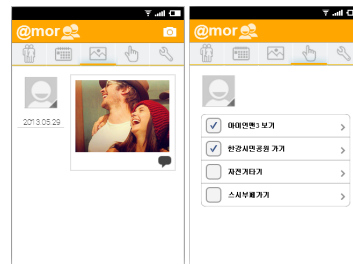 @mor
2013.05.29
@mor
아이언맨3 보기
한강시민공원 가기
자전거타기
스시부페가기